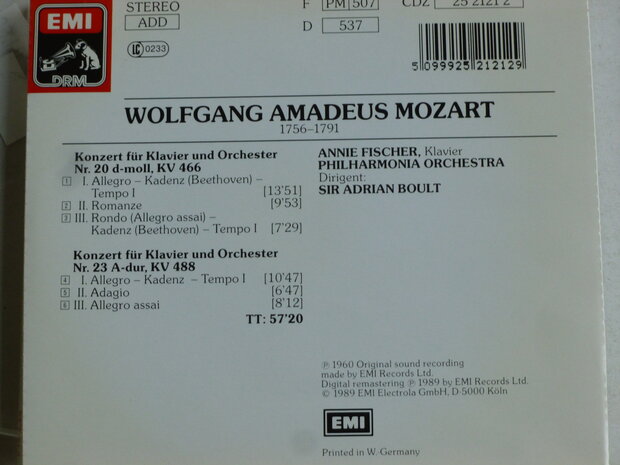 EMI
DRM
STEREO
ADD
LC 0233
F PM 507
D 537
CDZ 25 2121 2
5 099925 212129
WOLFGANG AMADEUS MOZART
1756–1791
Konzert für Klavier und Orchester
Nr. 20 d-moll, KV 466
1 I. Allegro – Kadenz (Beethoven) –
Tempo I [13'51]
2 II. Romanze [9'53]
3 III. Rondo (Allegro assai) –
Kadenz (Beethoven) – Tempo I [7'29]
Konzert für Klavier und Orchester
Nr. 23 A-dur, KV 488
4 I. Allegro – Kadenz – Tempo I [10'47]
5 II. Adagio [6'47]
6 III. Allegro assai [8'12]
TT: 57'20
ANNIE FISCHER, Klavier
PHILHARMONIA ORCHESTRA
Dirigent:
SIR ADRIAN BOULT
℗ 1960 Original sound recording
made by EMI Records Ltd.
Digital remastering ℗ 1989 by EMI Records Ltd.
© 1989 EMI Electrola GmbH, D-5000 Köln
EMI
Printed in W.-Germany